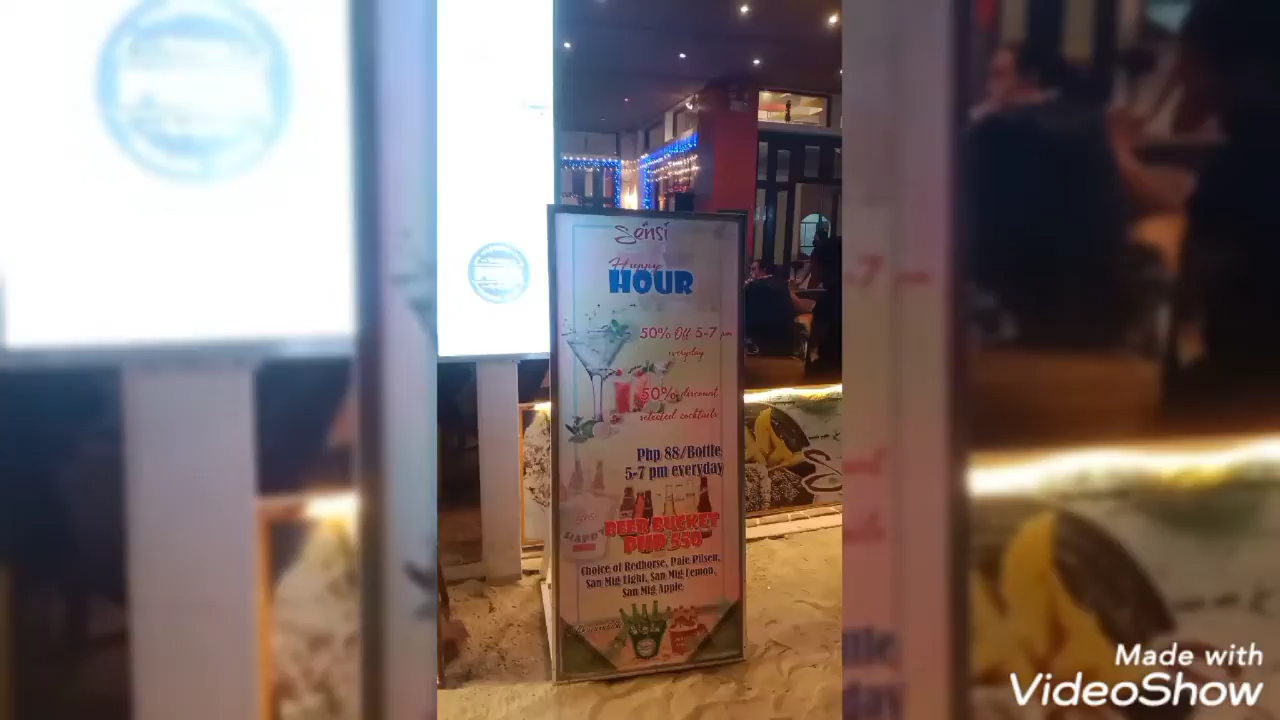 Sensi
Happy
HOUR
50% Off 5-7 pm
everyday
50% discount
selected cocktails
Php 88/Bottle
5-7 pm everyday
BEER BUCKET
PHP 550
Choice of Redhorse, Pale Pilsen,
San Mig Light, San Mig Lemon,
San Mig Apple.
Made with
VideoShow